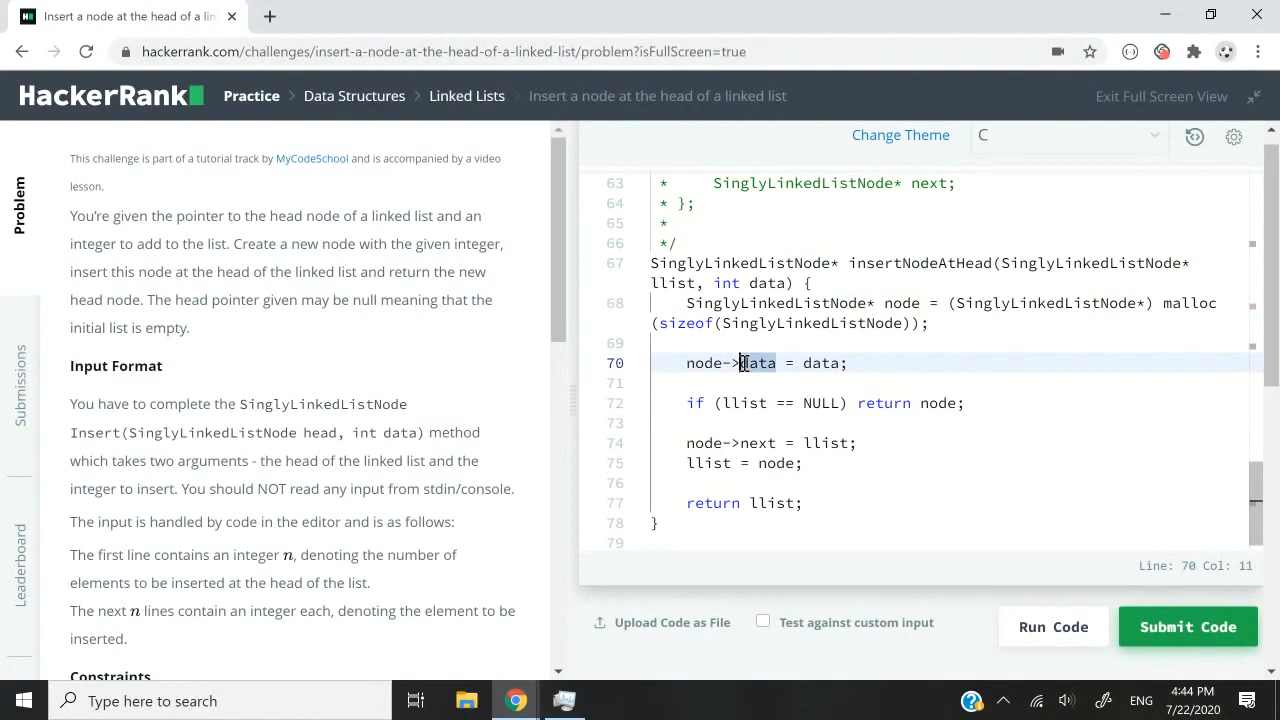 Insert a node at the head of a lin
hackerrank.com/challenges/insert-a-node-at-the-head-of-a-linked-list/problem?isFullScreen=true
HackerRank
Practice > Data Structures > Linked Lists > Insert a node at the head of a linked list
Exit Full Screen View
Problem
Submissions
Leaderboard
This challenge is part of a tutorial track by MyCodeSchool and is accompanied by a video
lesson.
You're given the pointer to the head node of a linked list and an
integer to add to the list. Create a new node with the given integer,
insert this node at the head of the linked list and return the new
head node. The head pointer given may be null meaning that the
initial list is empty.
Input Format
You have to complete the SinglyLinkedListNode
Insert(SinglyLinkedListNode head, int data) method
which takes two arguments - the head of the linked list and the
integer to insert. You should NOT read any input from stdin/console.
The input is handled by code in the editor and is as follows:
The first line contains an integer n, denoting the number of
elements to be inserted at the head of the list.
The next n lines contain an integer each, denoting the element to be
inserted.
Constraints
Change Theme
C
63 * SinglyLinkedListNode* next;
64 * };
65 *
66 */
67 SinglyLinkedListNode* insertNodeAtHead(SinglyLinkedListNode*
llist, int data) {
68 SinglyLinkedListNode* node = (SinglyLinkedListNode*) malloc
(sizeof(SinglyLinkedListNode));
69
70 node->data = data;
71
72 if (llist == NULL) return node;
73
74 node->next = llist;
75 llist = node;
76
77 return llist;
78 }
79
Line: 70 Col: 11
Upload Code as File
Test against custom input
Run Code
Submit Code
Type here to search
ENG
4:44 PM
7/22/2020